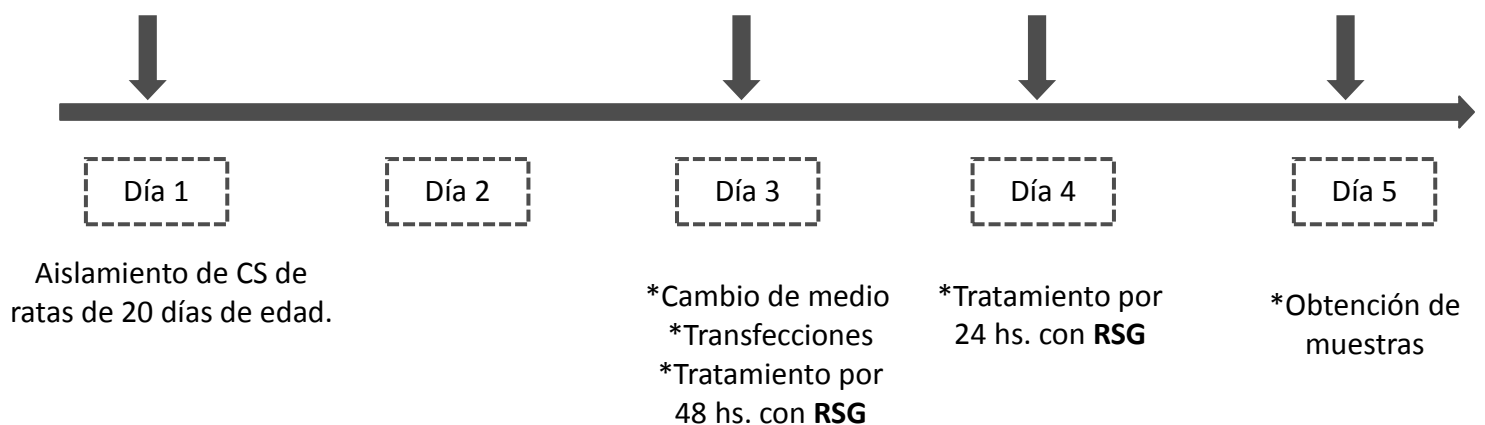 Día 1
Día 2
Día 3
Día 4
Día 5
Aislamiento de CS de
ratas de 20 días de edad.
*Cambio de medio
*Transfecciones
*Tratamiento por
48 hs. con RSG
*Tratamiento por
24 hs. con RSG
*Obtención de
muestras